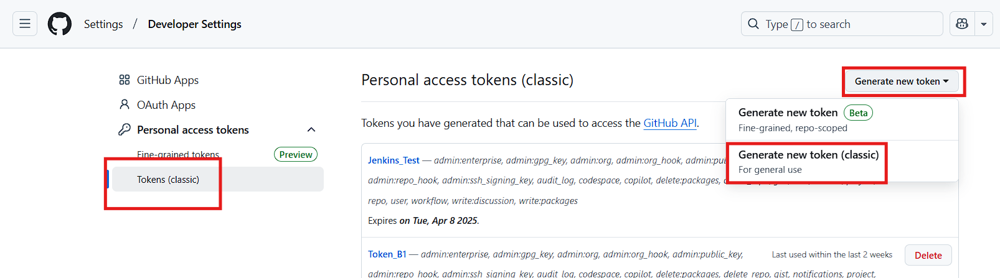 Settings / Developer Settings
Type / to search
GitHub Apps
OAuth Apps
Personal access tokens
Fine-grained tokens Preview
Tokens (classic)
Personal access tokens (classic)
Generate new token
Generate new token Beta
Fine-grained, repo-scoped
Generate new token (classic)
For general use
Tokens you have generated that can be used to access the GitHub API.
Jenkins_Test — admin:enterprise, admin:gpg_key, admin:org, admin:org_hook,
admin:repo_hook, admin:ssh_signing_key, audit_log, codespace, copilot, delete:packages,
repo, user, workflow, write:discussion, write:packages
Expires on Tue, Apr 8 2025.
Token_B1 — admin:enterprise, admin:gpg_key, admin:org, admin:org_hook, admin:public_key,
Last used within the last 2 weeks
Delete
admin:repo_hook, admin:ssh_signing_key, audit_log, codespace, copilot, delete:packages, delete_repo, gist, notifications, project,